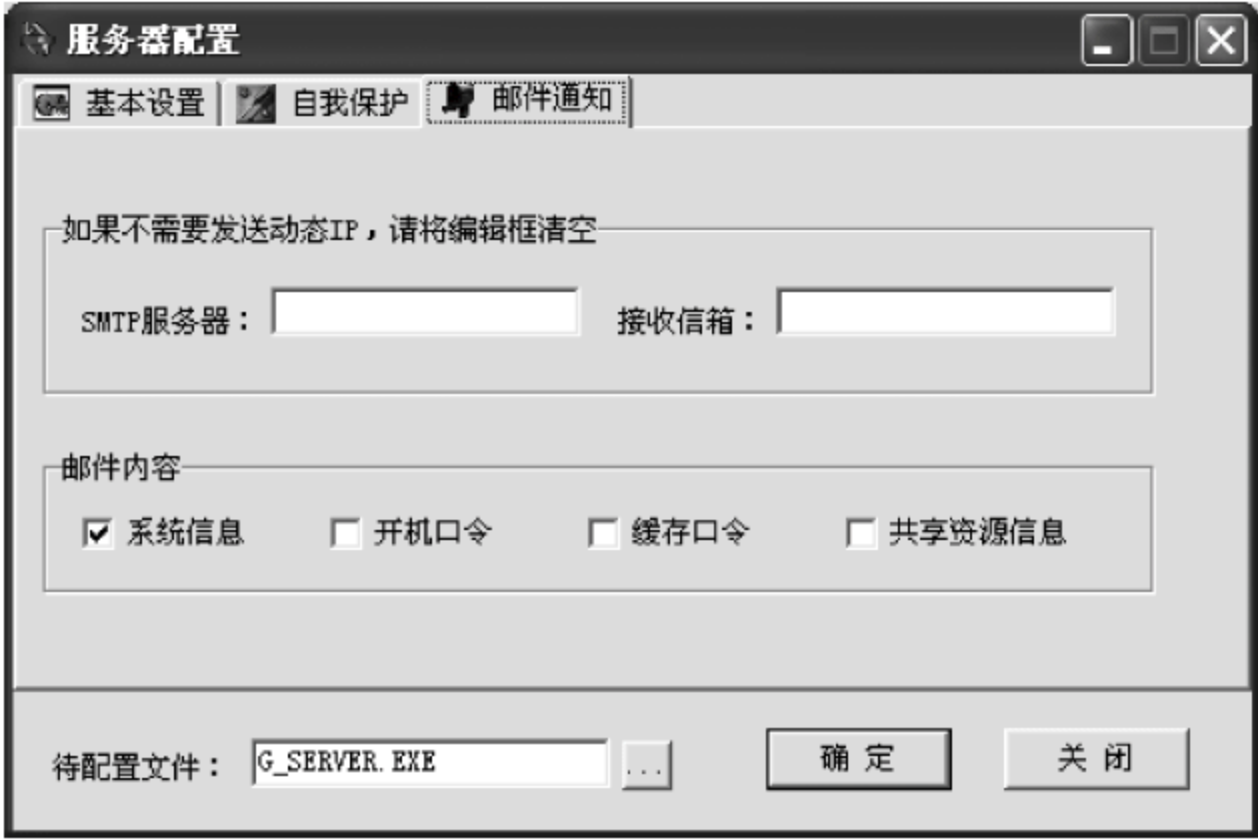 服务器配置
基本设置 自我保护 邮件通知
如果不需要发送动态IP,请将编辑框清空
SMTP服务器: 接收信箱:
邮件内容
系统信息 开机口令 缓存口令 共享资源信息
待配置文件: G_SERVER.EXE ... 确定 关闭